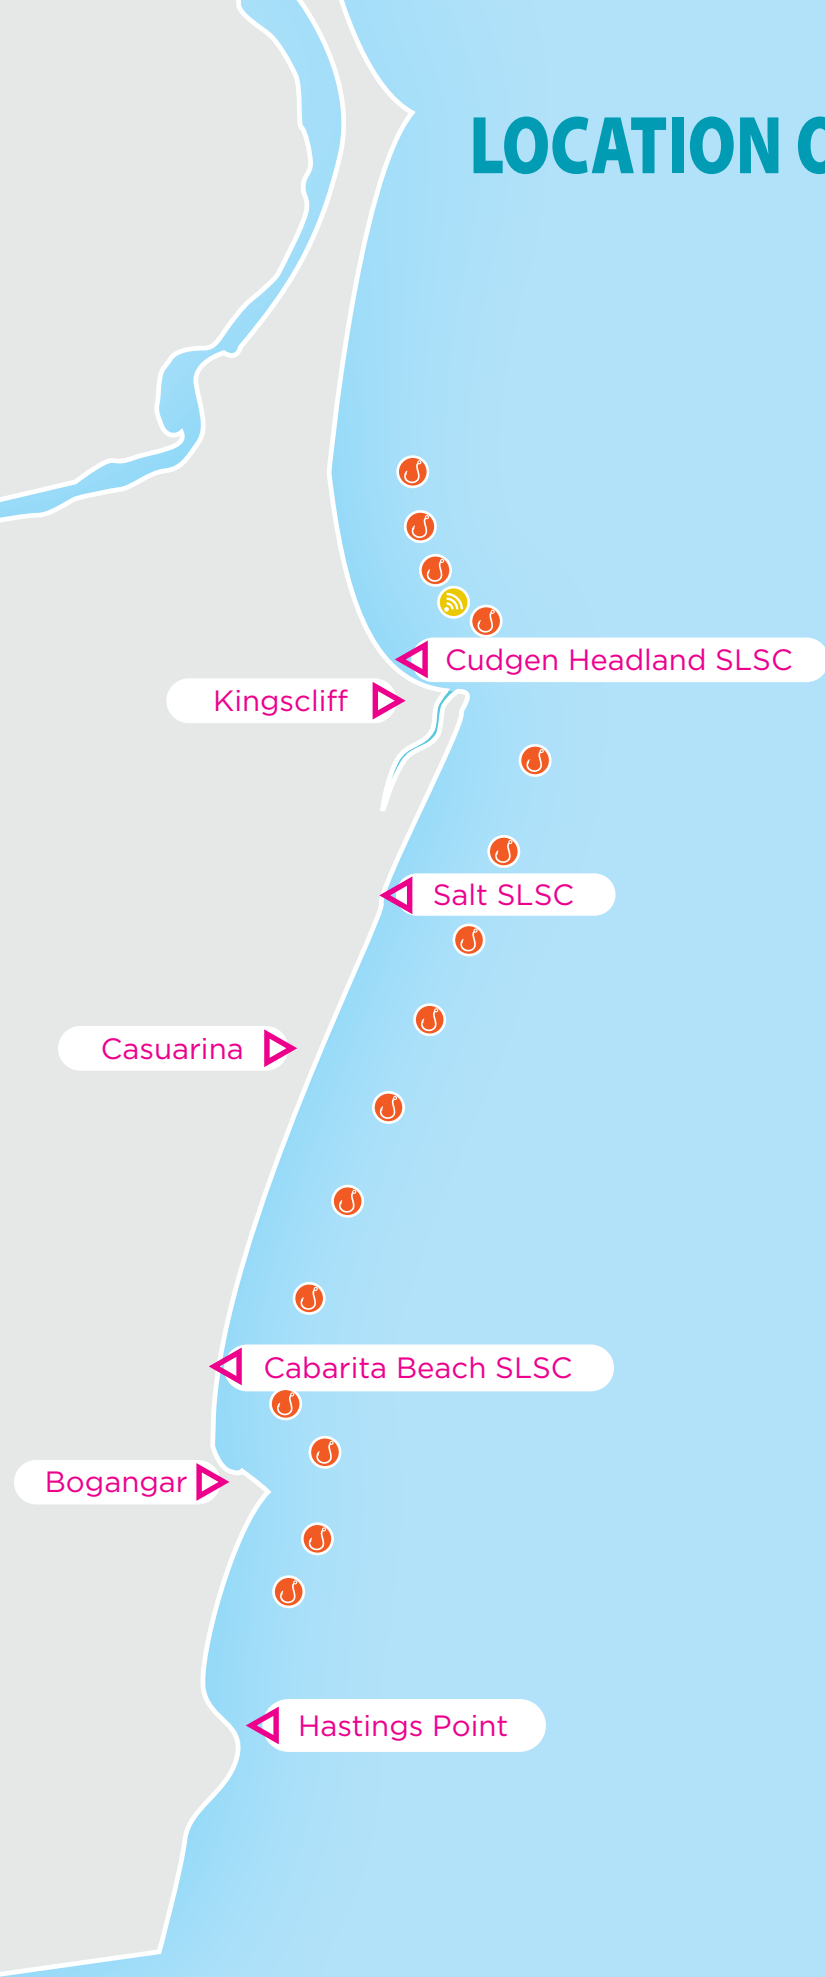 LOCATION O
Cudgen Headland SLSC
Kingscliff
Salt SLSC
Casuarina
Cabarita Beach SLSC
Bogangar
Hastings Point